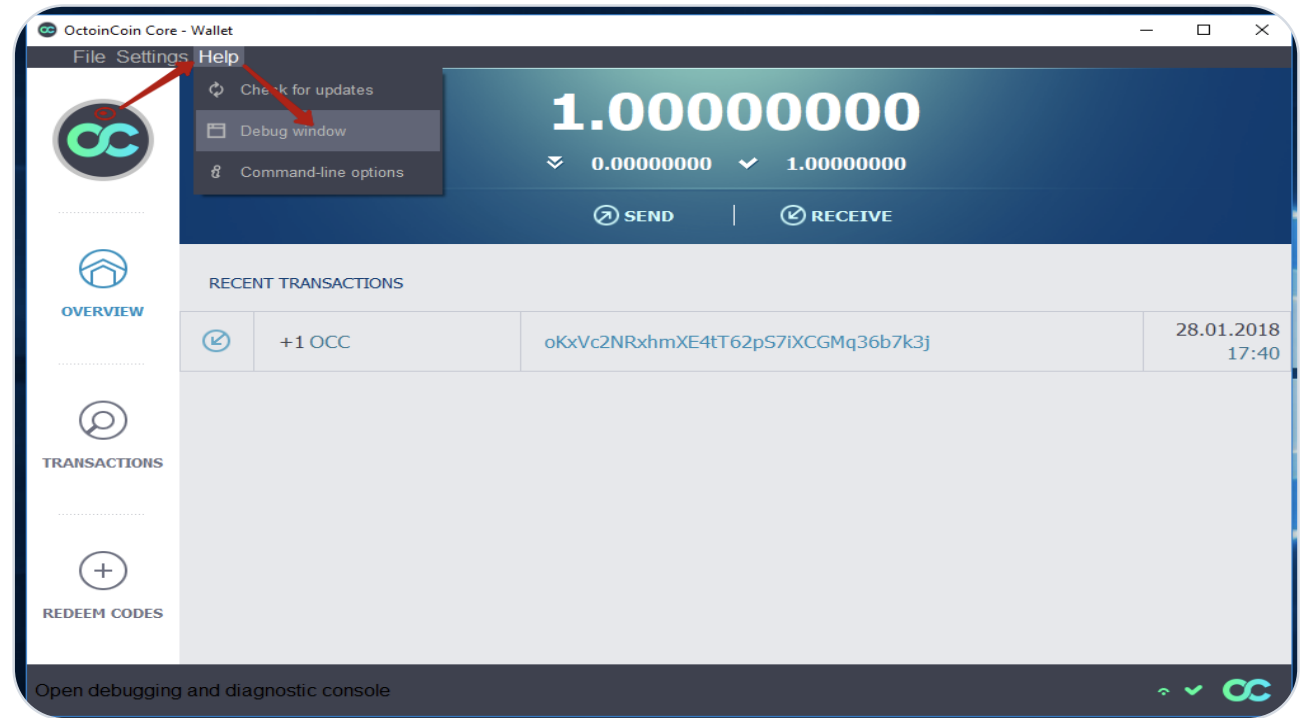 OctoinCoin Core - Wallet
File Settings Help
Check for updates
Debug window
Command-line options
1.00000000
0.00000000 1.00000000
SEND RECEIVE
OVERVIEW
TRANSACTIONS
REDEEM CODES
RECENT TRANSACTIONS
+1 OCC oKxVc2NRxhmXE4tT62pS7iXCGMq36b7k3j 28.01.2018
17:40
Open debugging and diagnostic console